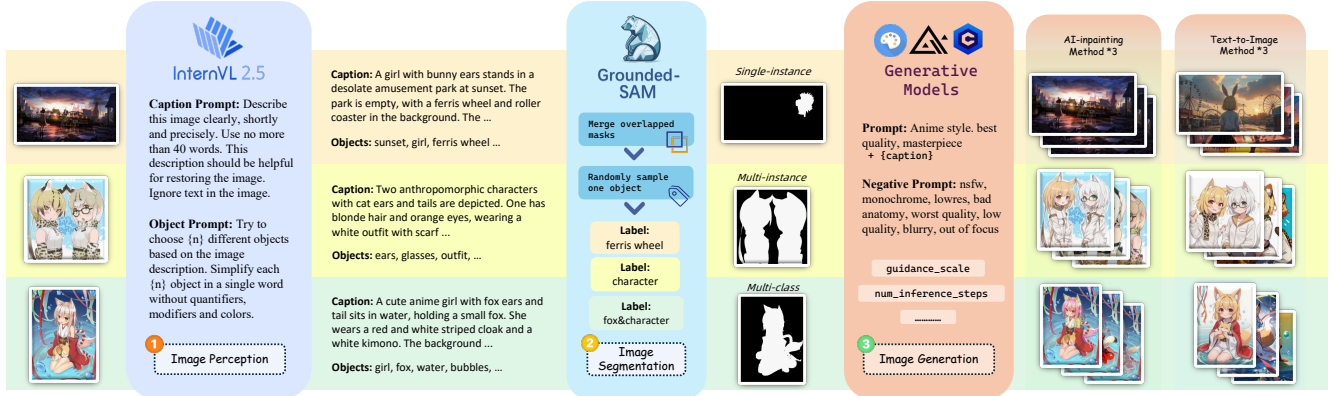 InternVL 2.5
Caption Prompt: Describe
this image clearly, shortly
and precisely. Use no more
than 40 words. This
description should be helpful
for restoring the image.
Ignore text in the image.
Object Prompt: Try to
choose {n} different objects
based on the image
description. Simplify each
{n} object in a single word
without quantifiers,
modifiers and colors.
1
Image Perception
Caption: A girl with bunny ears stands in a
desolate amusement park at sunset. The
park is empty, with a ferris wheel and roller
coaster in the background. The ...
Objects: sunset, girl, ferris wheel ...
Caption: Two anthropomorphic characters
with cat ears and tails are depicted. One has
blonde hair and orange eyes, wearing a
white outfit with scarf ...
Objects: ears, glasses, outfit, ...
Caption: A cute anime girl with fox ears and
tail sits in water, holding a small fox. She
wears a red and white striped cloak and a
white kimono. The background ...
Objects: girl, fox, water, bubbles, ...
Grounded-
SAM
Merge overlapped
masks
Randomly sample
one object
Label:
ferris wheel
Label:
character
Label:
fox&character
2
Image
Segmentation
Single-instance
Multi-instance
Multi-class
Generative
Models
Prompt: Anime style. best
quality, masterpiece
+ {caption}
Negative Prompt: nsfw,
monochrome, lowres, bad
anatomy, worst quality, low
quality, blurry, out of focus
guidance_scale
num_inference_steps
............
3
Image Generation
AI-inpainting
Method *3
Text-to-Image
Method *3